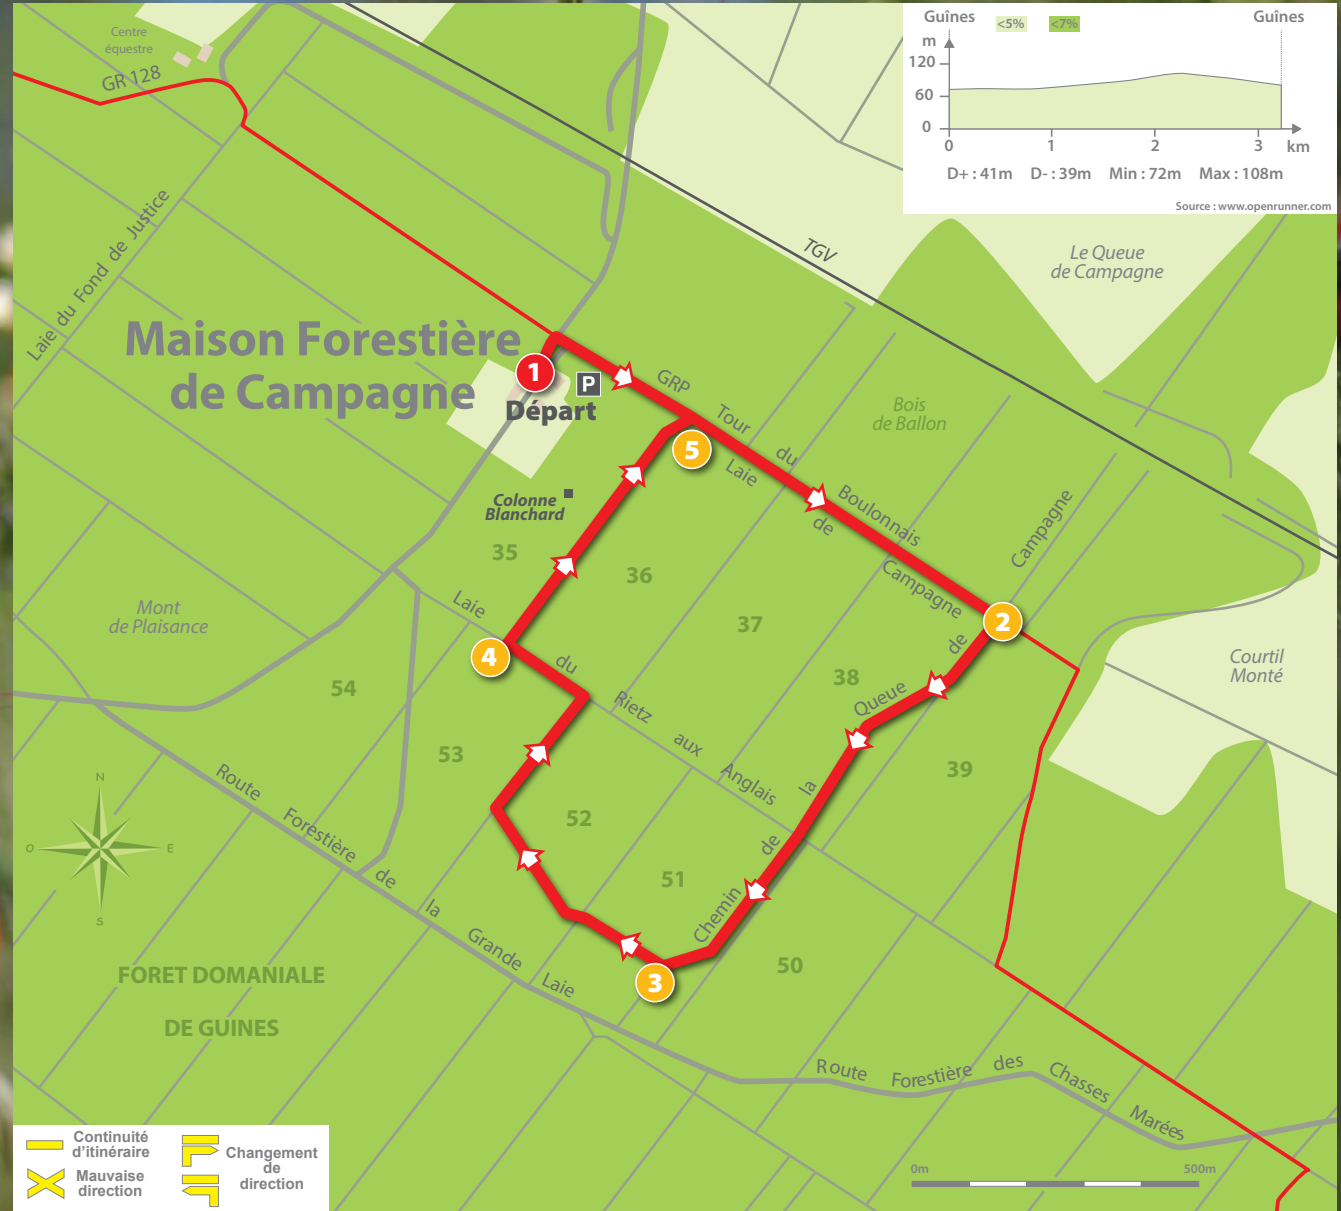 Centre
équestre
GR 128
Guînes
<5%
<7%
Guînes
m
120
60
0
0
1
2
3
km
D+ : 41m
D- : 39m
Min : 72m
Max : 108m
Source : www.openrunner.com
Laie du Fond de Justice
TGV
Le Queue
de Campagne
Maison Forestière
de Campagne
1
P
Départ
GRP Tour du Boulonnais
Laie de Campagne
Bois
de Ballon
5
Colonne
Blanchard
35
36
37
38
39
2
Chemin de la Queue de Campagne
Courtil
Monté
Mont
de Plaisance
4
Laie du Rietz aux Anglais
54
53
52
51
50
3
N
O
E
S
Route Forestière de la Grande Laie
FORET DOMANIALE
DE GUINES
Route Forestière des Chasses Marées
Continuité
d'itinéraire
Mauvaise
direction
Changement
de
direction
0m
500m